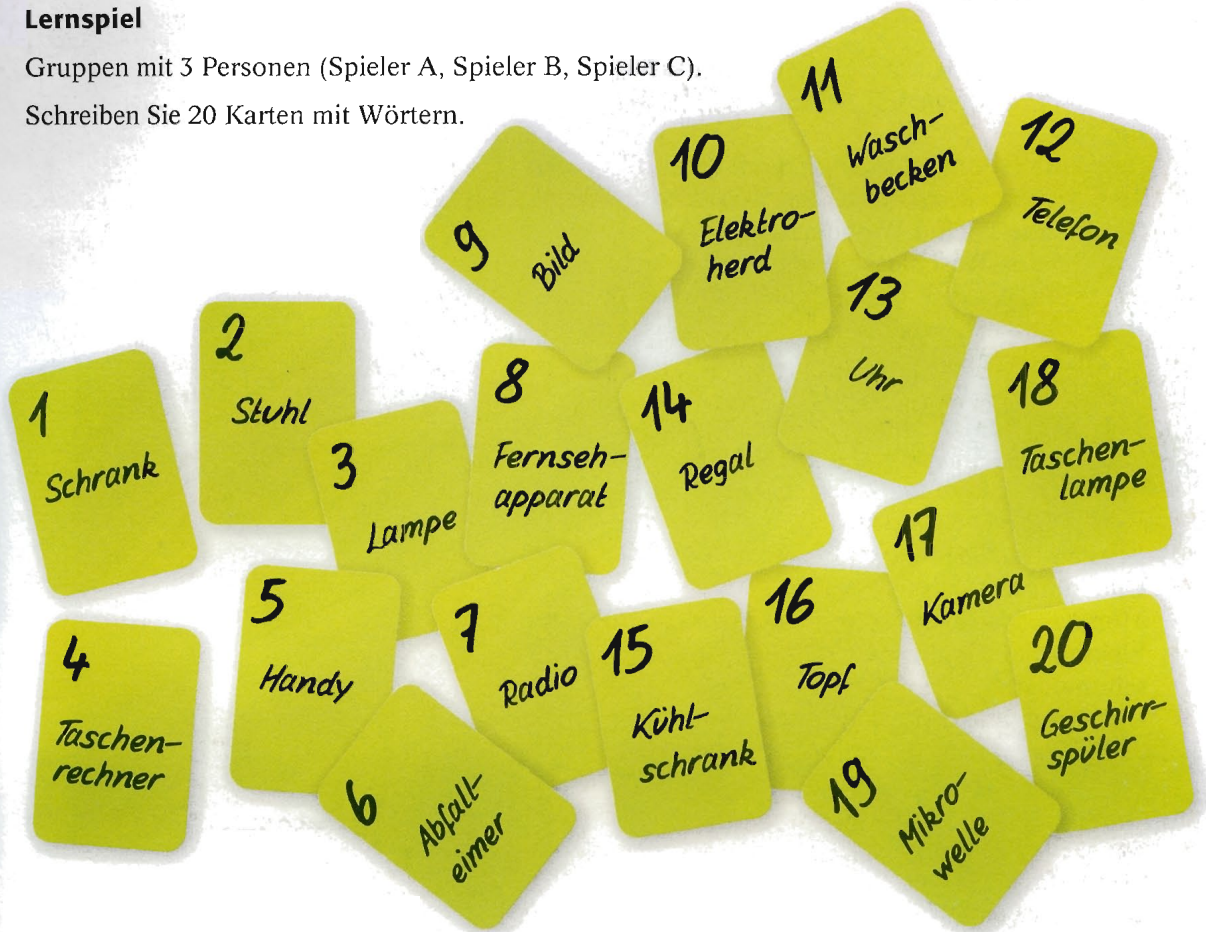 Lernspiel
Gruppen mit 3 Personen (Spieler A, Spieler B, Spieler C).
Schreiben Sie 20 Karten mit Wörtern.
1
Schrank
2
Stuhl
3
Lampe
4
Taschen-
rechner
5
Handy
6
Abfall-
eimer
7
Radio
8
Fernseh-
apparat
9
Bild
10
Elektro-
herd
11
Wasch-
becken
12
Telefon
13
Uhr
14
Regal
15
Kühl-
schrank
16
Topf
17
Kamera
18
Taschen-
lampe
19
Mikro-
welle
20
Geschirr-
spüler